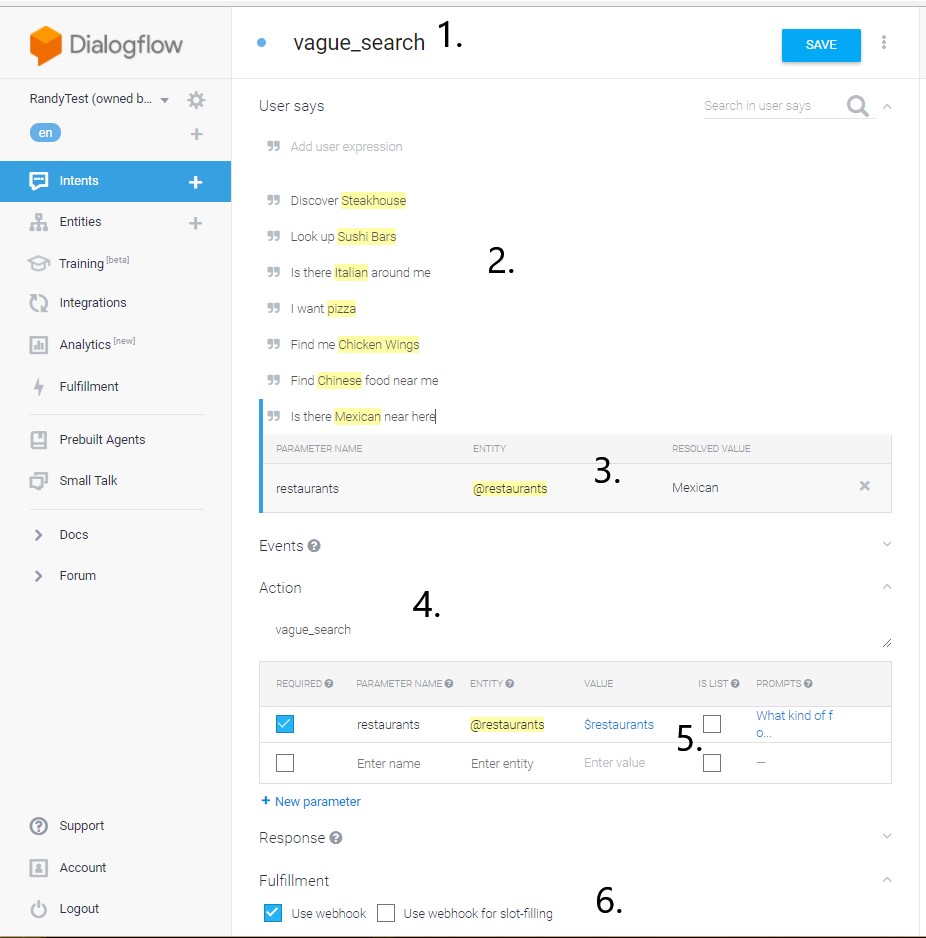 Dialogflow
vague_search 1.
SAVE
RandyTest (owned b...
en
Intents
Entities
Training [beta]
Integrations
Analytics [new]
Fulfillment
Prebuilt Agents
Small Talk
Docs
Forum
Support
Account
Logout
User says
Search in user says
Add user expression
Discover Steakhouse
Look up Sushi Bars
2.
Is there Italian around me
I want pizza
Find me Chicken Wings
Find Chinese food near me
Is there Mexican near here
PARAMETER NAME ENTITY RESOLVED VALUE
3.
restaurants @restaurants Mexican
Events
Action
4.
vague_search
REQUIRED PARAMETER NAME ENTITY VALUE IS LIST PROMPTS
restaurants @restaurants $restaurants What kind of f
o...
5.
Enter name Enter entity Enter value —
+ New parameter
Response
Fulfillment
6.
Use webhook Use webhook for slot-filling